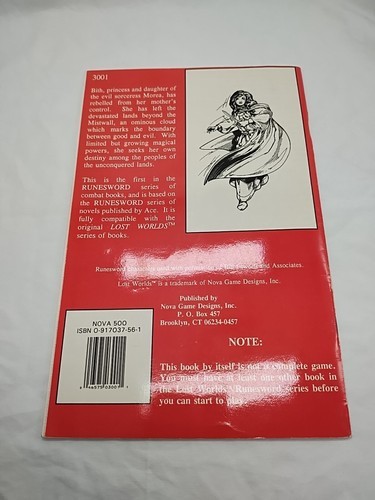 3001
Bith, princess and daughter of
the evil sorceress Morea, has
rebelled from her mother's
control. She has left the
devastated lands beyond the
Mistwall, an ominous cloud
which marks the boundary
between good and evil. With
limited but growing magical
powers, she seeks her own
destiny among the peoples of
the unconquered lands.
This is the first in the
RUNESWORD series of
combat books, and is based on
the RUNESWORD series of
novels published by Ace. It is
fully compatible with the
original LOST WORLDS™
series of books.
Runesword characters used with and Associates.
Lost Worlds™ is a trademark of Nova Game Designs, Inc.
Published by
Nova Game Designs, Inc.
P. O. Box 457
Brooklyn, CT 06234-0457
NOVA 500
ISBN 0-917037-56-1
NOTE:
This book by itself is not a complete game.
You must have at least one other book in
the Lost Worlds/Runesword series before
you can start to play.